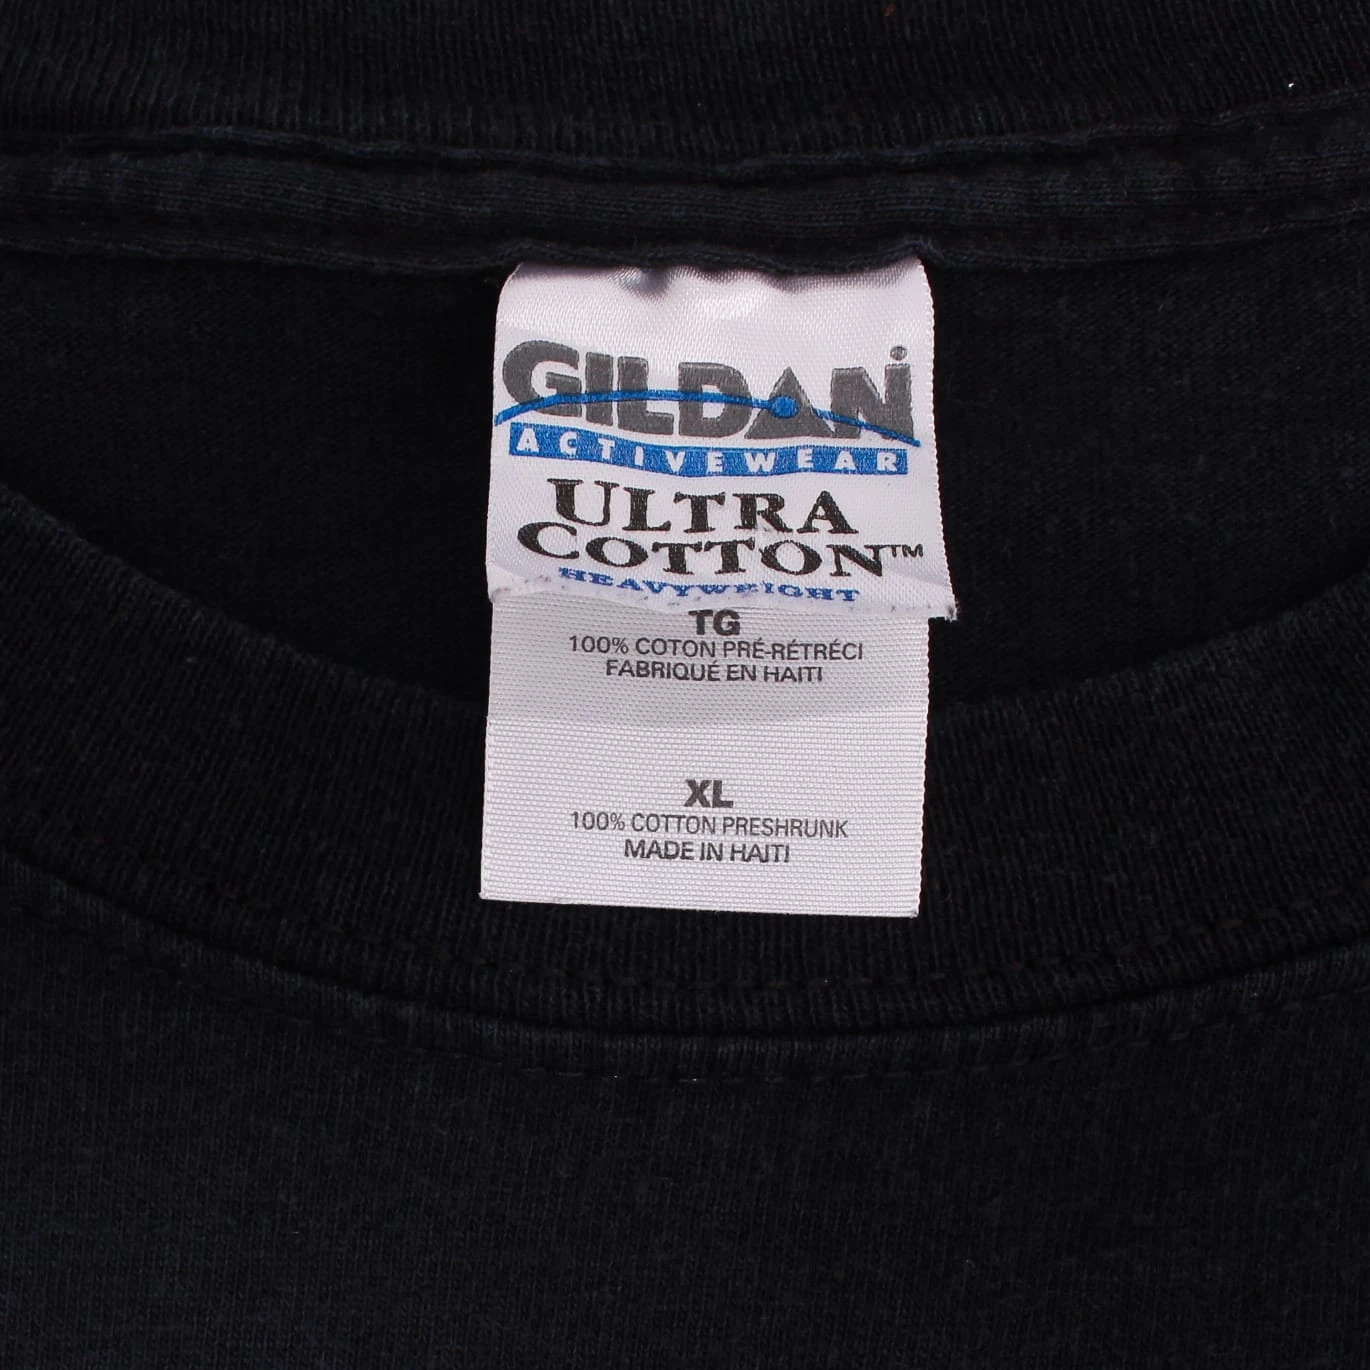 GILDAN
ACTIVEWEAR
ULTRA
COTTON™
HEAVYWEIGHT
TG
100% COTON PRÉ-RÉTRÉCI
FABRIQUÉ EN HAITI
XL
100% COTTON PRESHRUNK
MADE IN HAITI